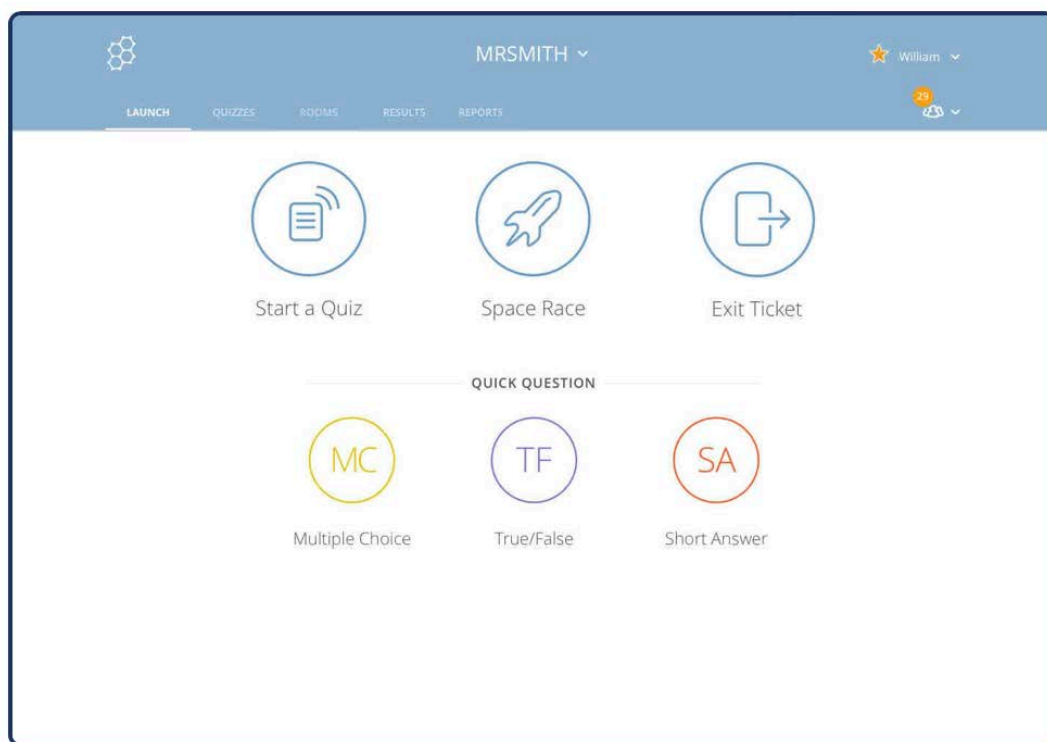 MRSMITH
William
29
LAUNCH QUIZZES ROOMS RESULTS REPORTS
Start a Quiz Space Race Exit Ticket
QUICK QUESTION
MC TF SA
Multiple Choice True/False Short Answer